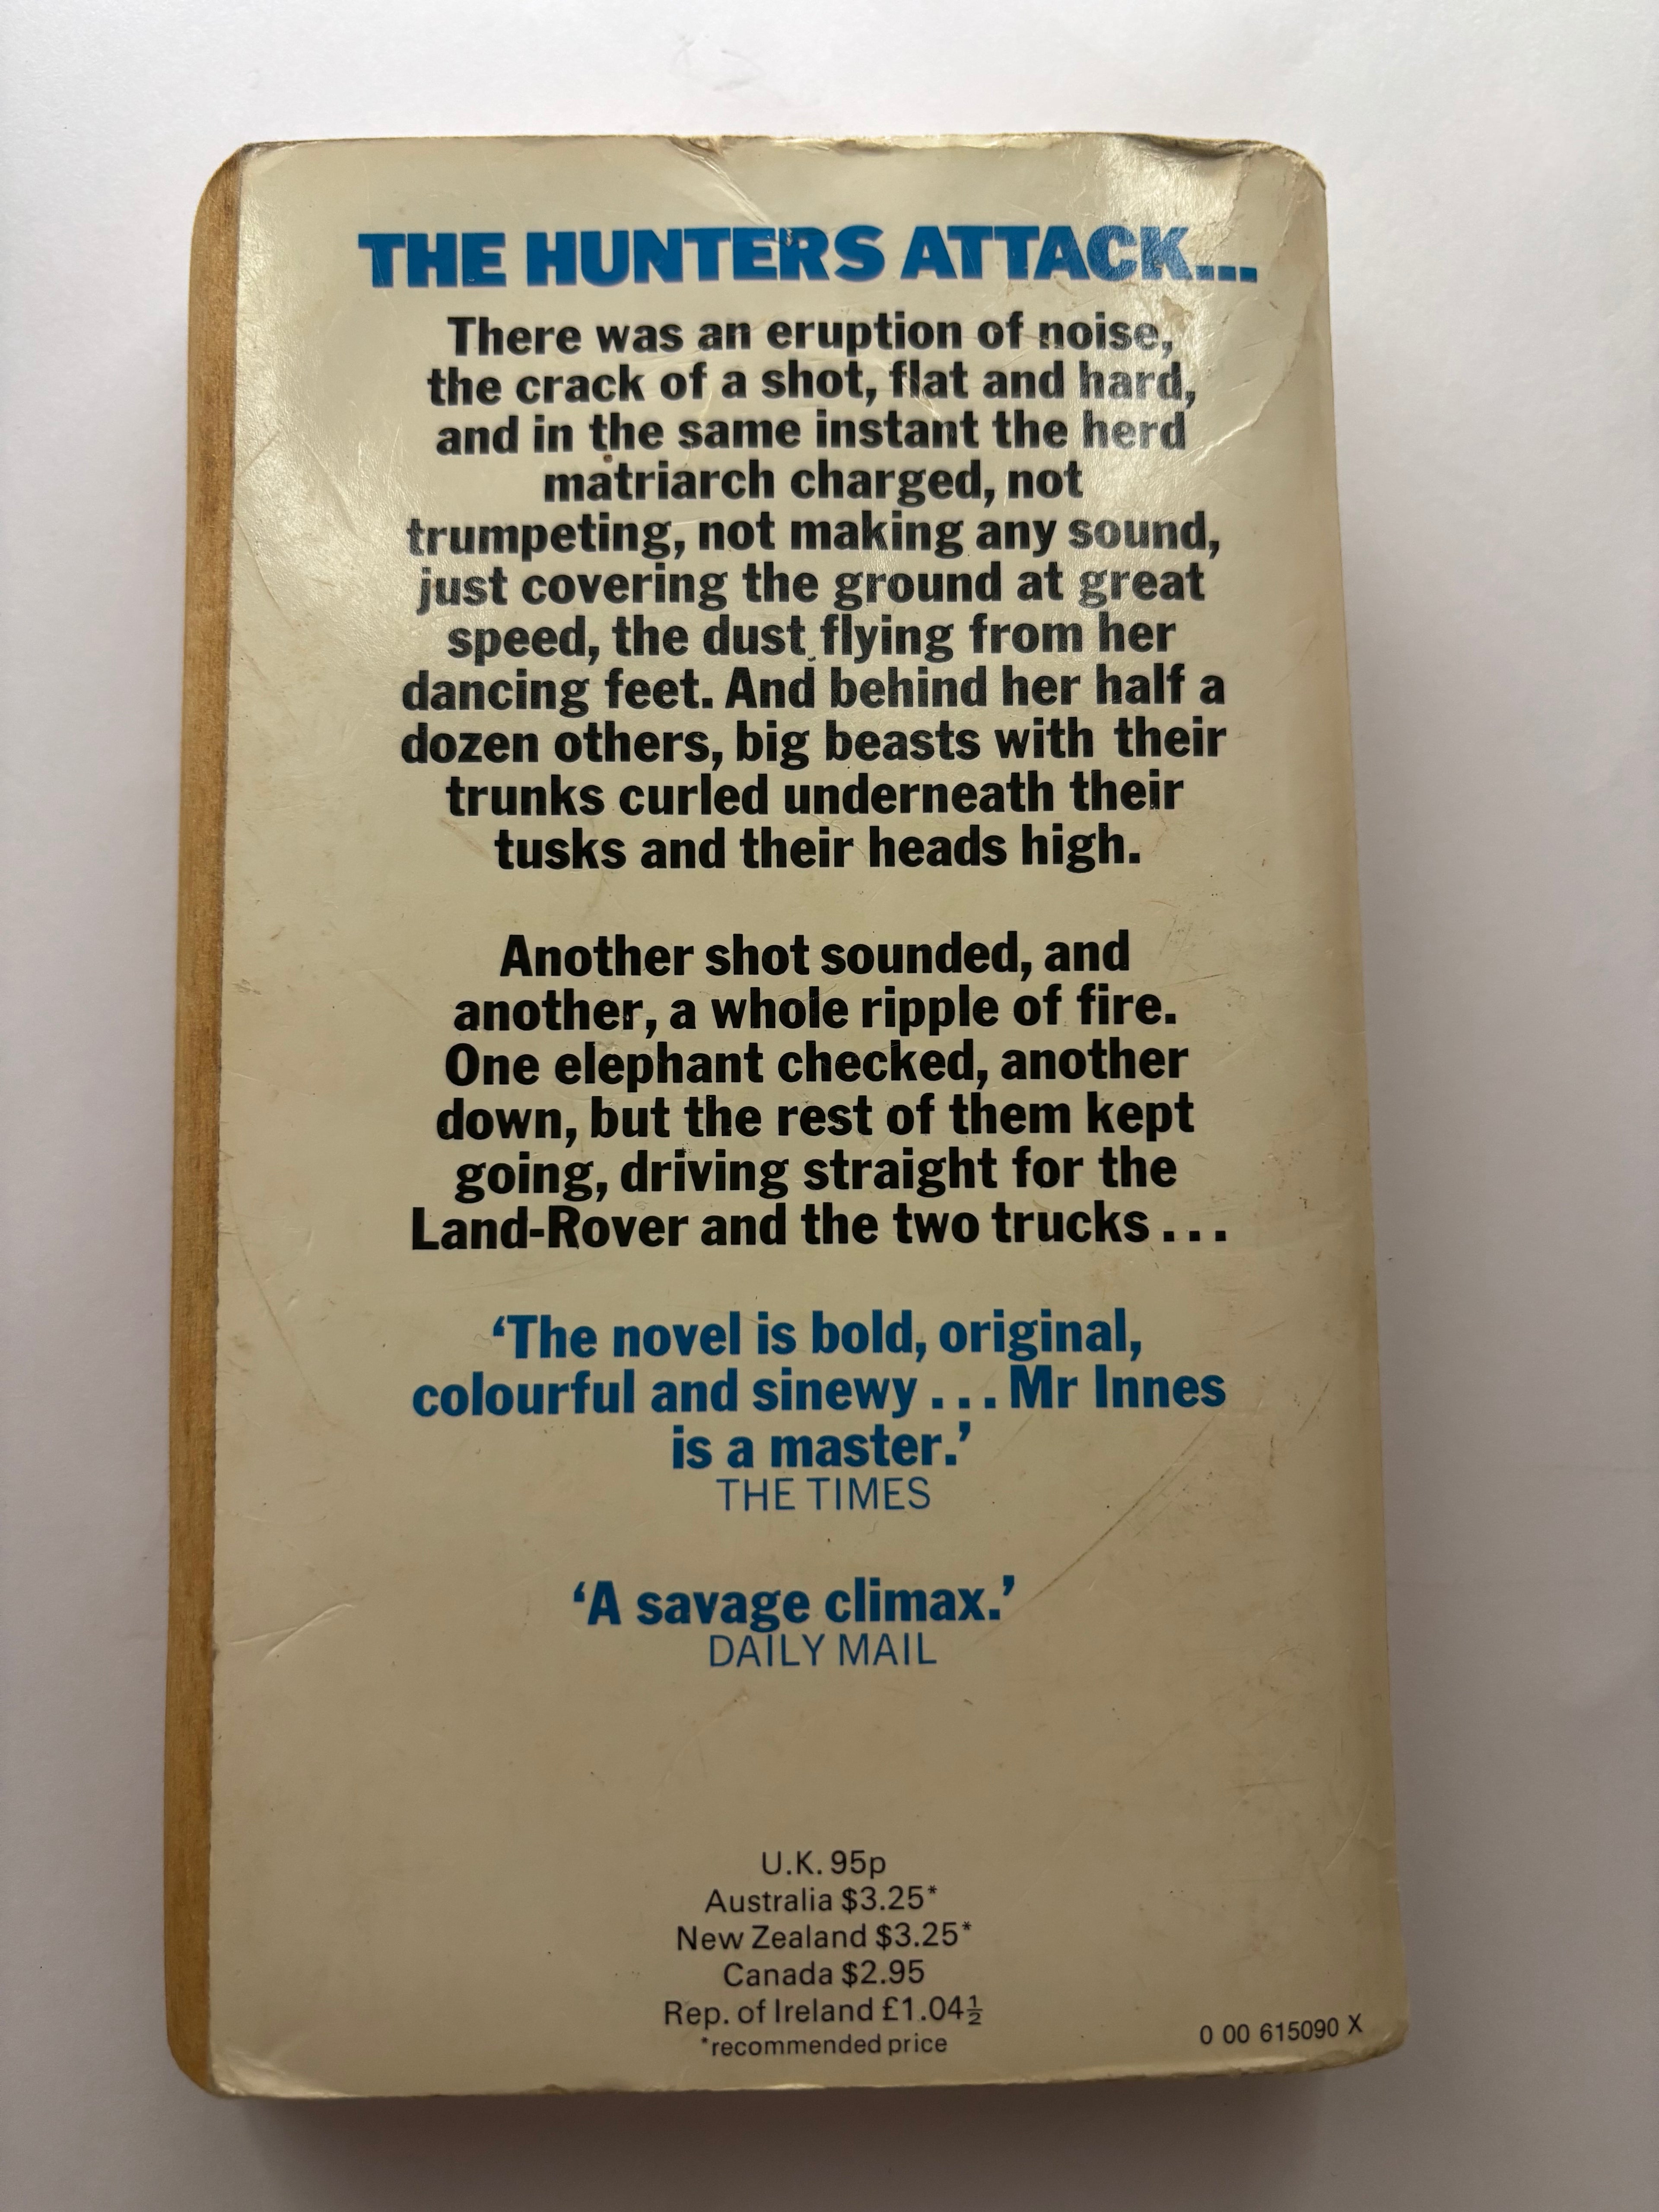 THE HUNTERS ATTACK...
There was an eruption of noise,
the crack of a shot, flat and hard,
and in the same instant the herd
matriarch charged, not
trumpeting, not making any sound,
just covering the ground at great
speed, the dust flying from her
dancing feet. And behind her half a
dozen others, big beasts with their
trunks curled underneath their
tusks and their heads high.
Another shot sounded, and
another, a whole ripple of fire.
One elephant checked, another
down, but the rest of them kept
going, driving straight for the
Land-Rover and the two trucks...
‘The novel is bold, original,
colourful and sinewy... Mr Innes
is a master.’
THE TIMES
‘A savage climax.’
DAILY MAIL
U.K. 95p
Australia $3.25*
New Zealand $3.25*
Canada $2.95
Rep. of Ireland £1.04½
*recommended price
0 00 615090 X